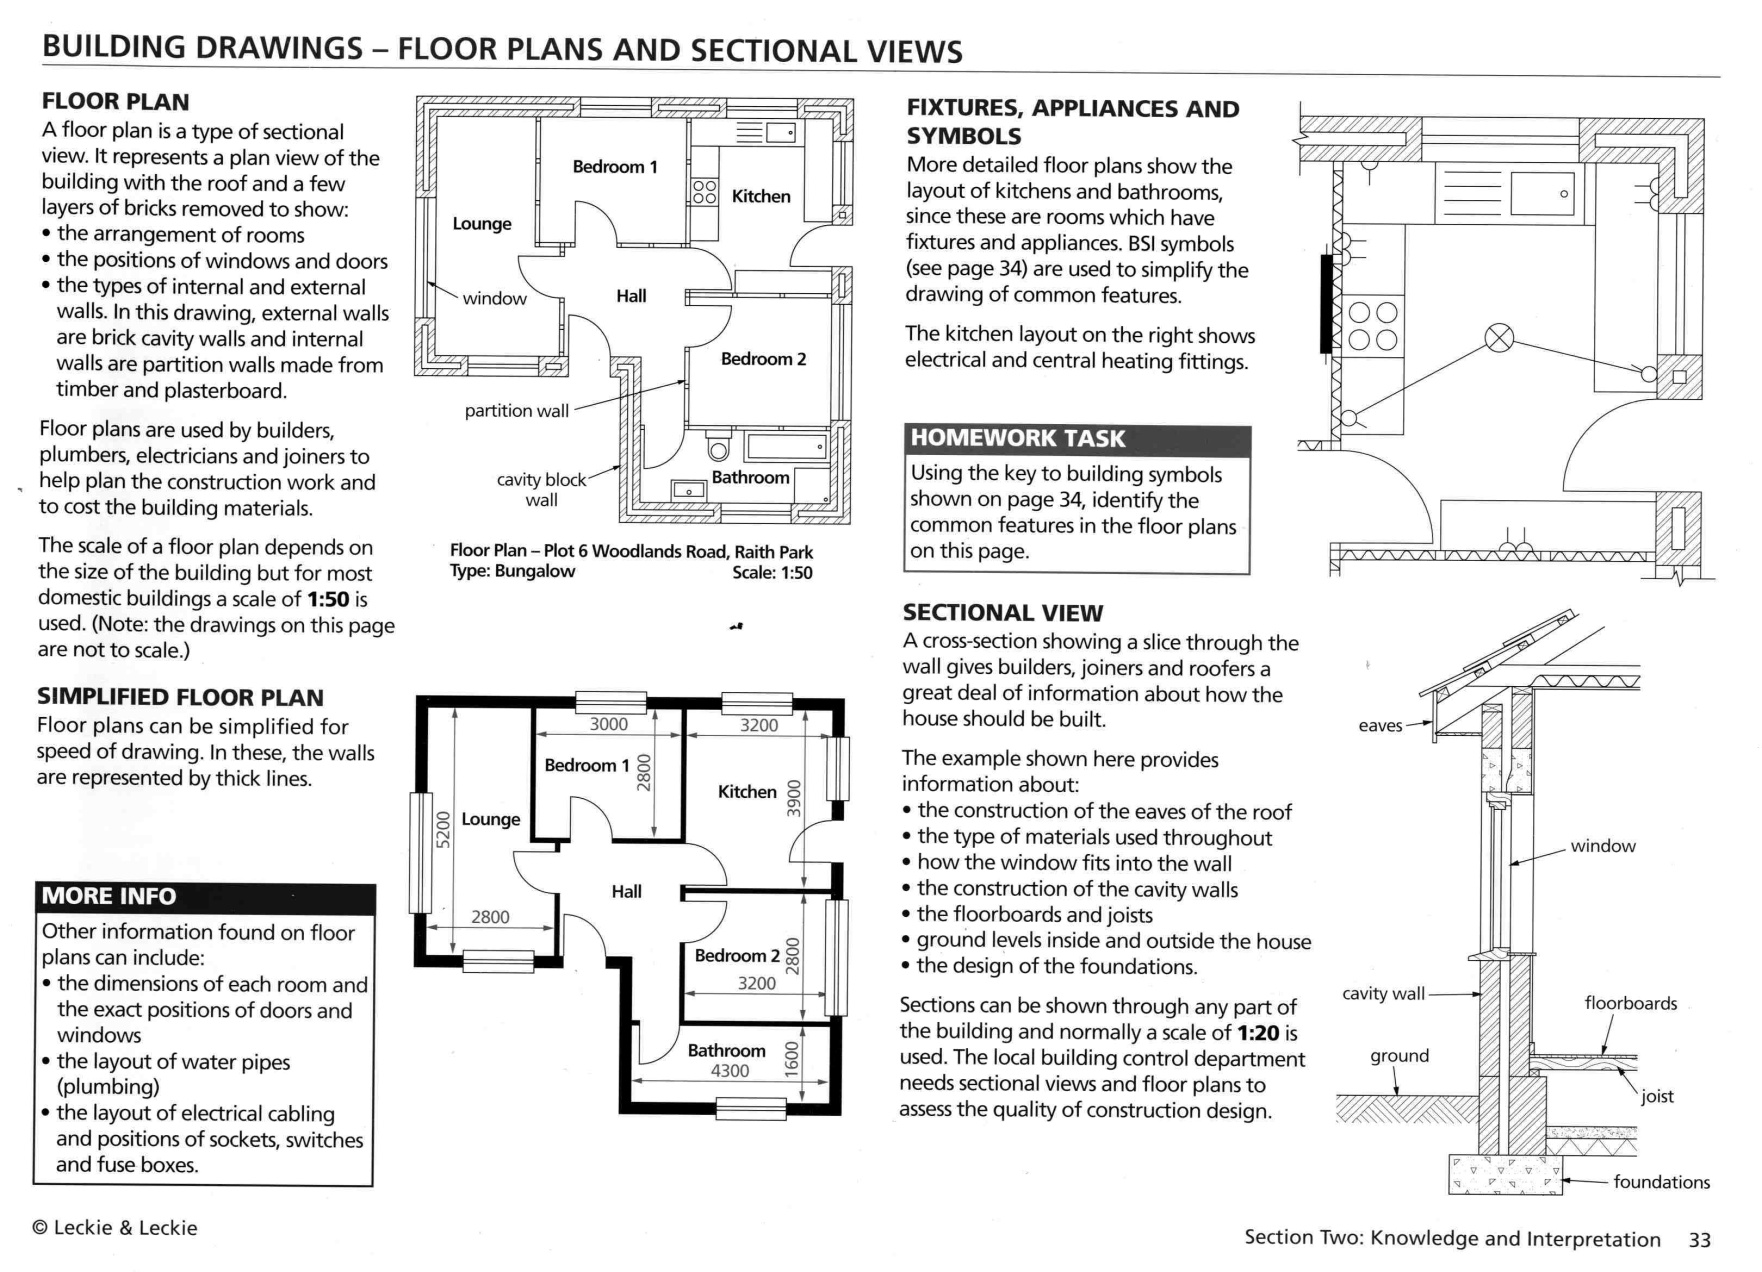 BUILDING DRAWINGS – FLOOR PLANS AND SECTIONAL VIEWS
FLOOR PLAN
A floor plan is a type of sectional
view. It represents a plan view of the
building with the roof and a few
layers of bricks removed to show:
• the arrangement of rooms
• the positions of windows and doors
• the types of internal and external
walls. In this drawing, external walls
are brick cavity walls and internal
walls are partition walls made from
timber and plasterboard.
Floor plans are used by builders,
plumbers, electricians and joiners to
help plan the construction work and
to cost the building materials.
The scale of a floor plan depends on
the size of the building but for most
domestic buildings a scale of 1:50 is
used. (Note: the drawings on this page
are not to scale.)
SIMPLIFIED FLOOR PLAN
Floor plans can be simplified for
speed of drawing. In these, the walls
are represented by thick lines.
MORE INFO
Other information found on floor
plans can include:
• the dimensions of each room and
the exact positions of doors and
windows
• the layout of water pipes
(plumbing)
• the layout of electrical cabling
and positions of sockets, switches
and fuse boxes.
Bedroom 1
Kitchen
Lounge
window
Hall
Bedroom 2
partition wall
cavity block
wall
Bathroom
Floor Plan – Plot 6 Woodlands Road, Raith Park
Type: Bungalow Scale: 1:50
3000
3200
Bedroom 1
2800
Kitchen
3900
5200
Lounge
Hall
2800
Bedroom 2
2800
3200
Bathroom
4300
1600
FIXTURES, APPLIANCES AND
SYMBOLS
More detailed floor plans show the
layout of kitchens and bathrooms,
since these are rooms which have
fixtures and appliances. BSI symbols
(see page 34) are used to simplify the
drawing of common features.
The kitchen layout on the right shows
electrical and central heating fittings.
HOMEWORK TASK
Using the key to building symbols
shown on page 34, identify the
common features in the floor plans
on this page.
SECTIONAL VIEW
A cross-section showing a slice through the
wall gives builders, joiners and roofers a
great deal of information about how the
house should be built.
The example shown here provides
information about:
• the construction of the eaves of the roof
• the type of materials used throughout
• how the window fits into the wall
• the construction of the cavity walls
• the floorboards and joists
• ground levels inside and outside the house
• the design of the foundations.
Sections can be shown through any part of
the building and normally a scale of 1:20 is
used. The local building control department
needs sectional views and floor plans to
assess the quality of construction design.
eaves
window
cavity wall
floorboards
ground
joist
foundations
© Leckie & Leckie
Section Two: Knowledge and Interpretation 33